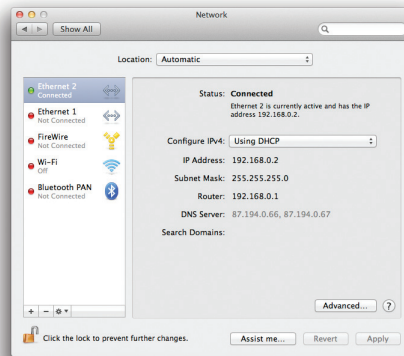 Network
Show All
Location: Automatic
Ethernet 2
Connected
Ethernet 1
Not Connected
FireWire
Not Connected
Wi-Fi
Off
Bluetooth PAN
Not Connected
Status: Connected
Ethernet 2 is currently active and has the IP
address 192.168.0.2.
Configure IPv4: Using DHCP
IP Address: 192.168.0.2
Subnet Mask: 255.255.255.0
Router: 192.168.0.1
DNS Server: 87.194.0.66, 87.194.0.67
Search Domains:
Advanced... ?
Click the lock to prevent further changes.
Assist me... Revert Apply